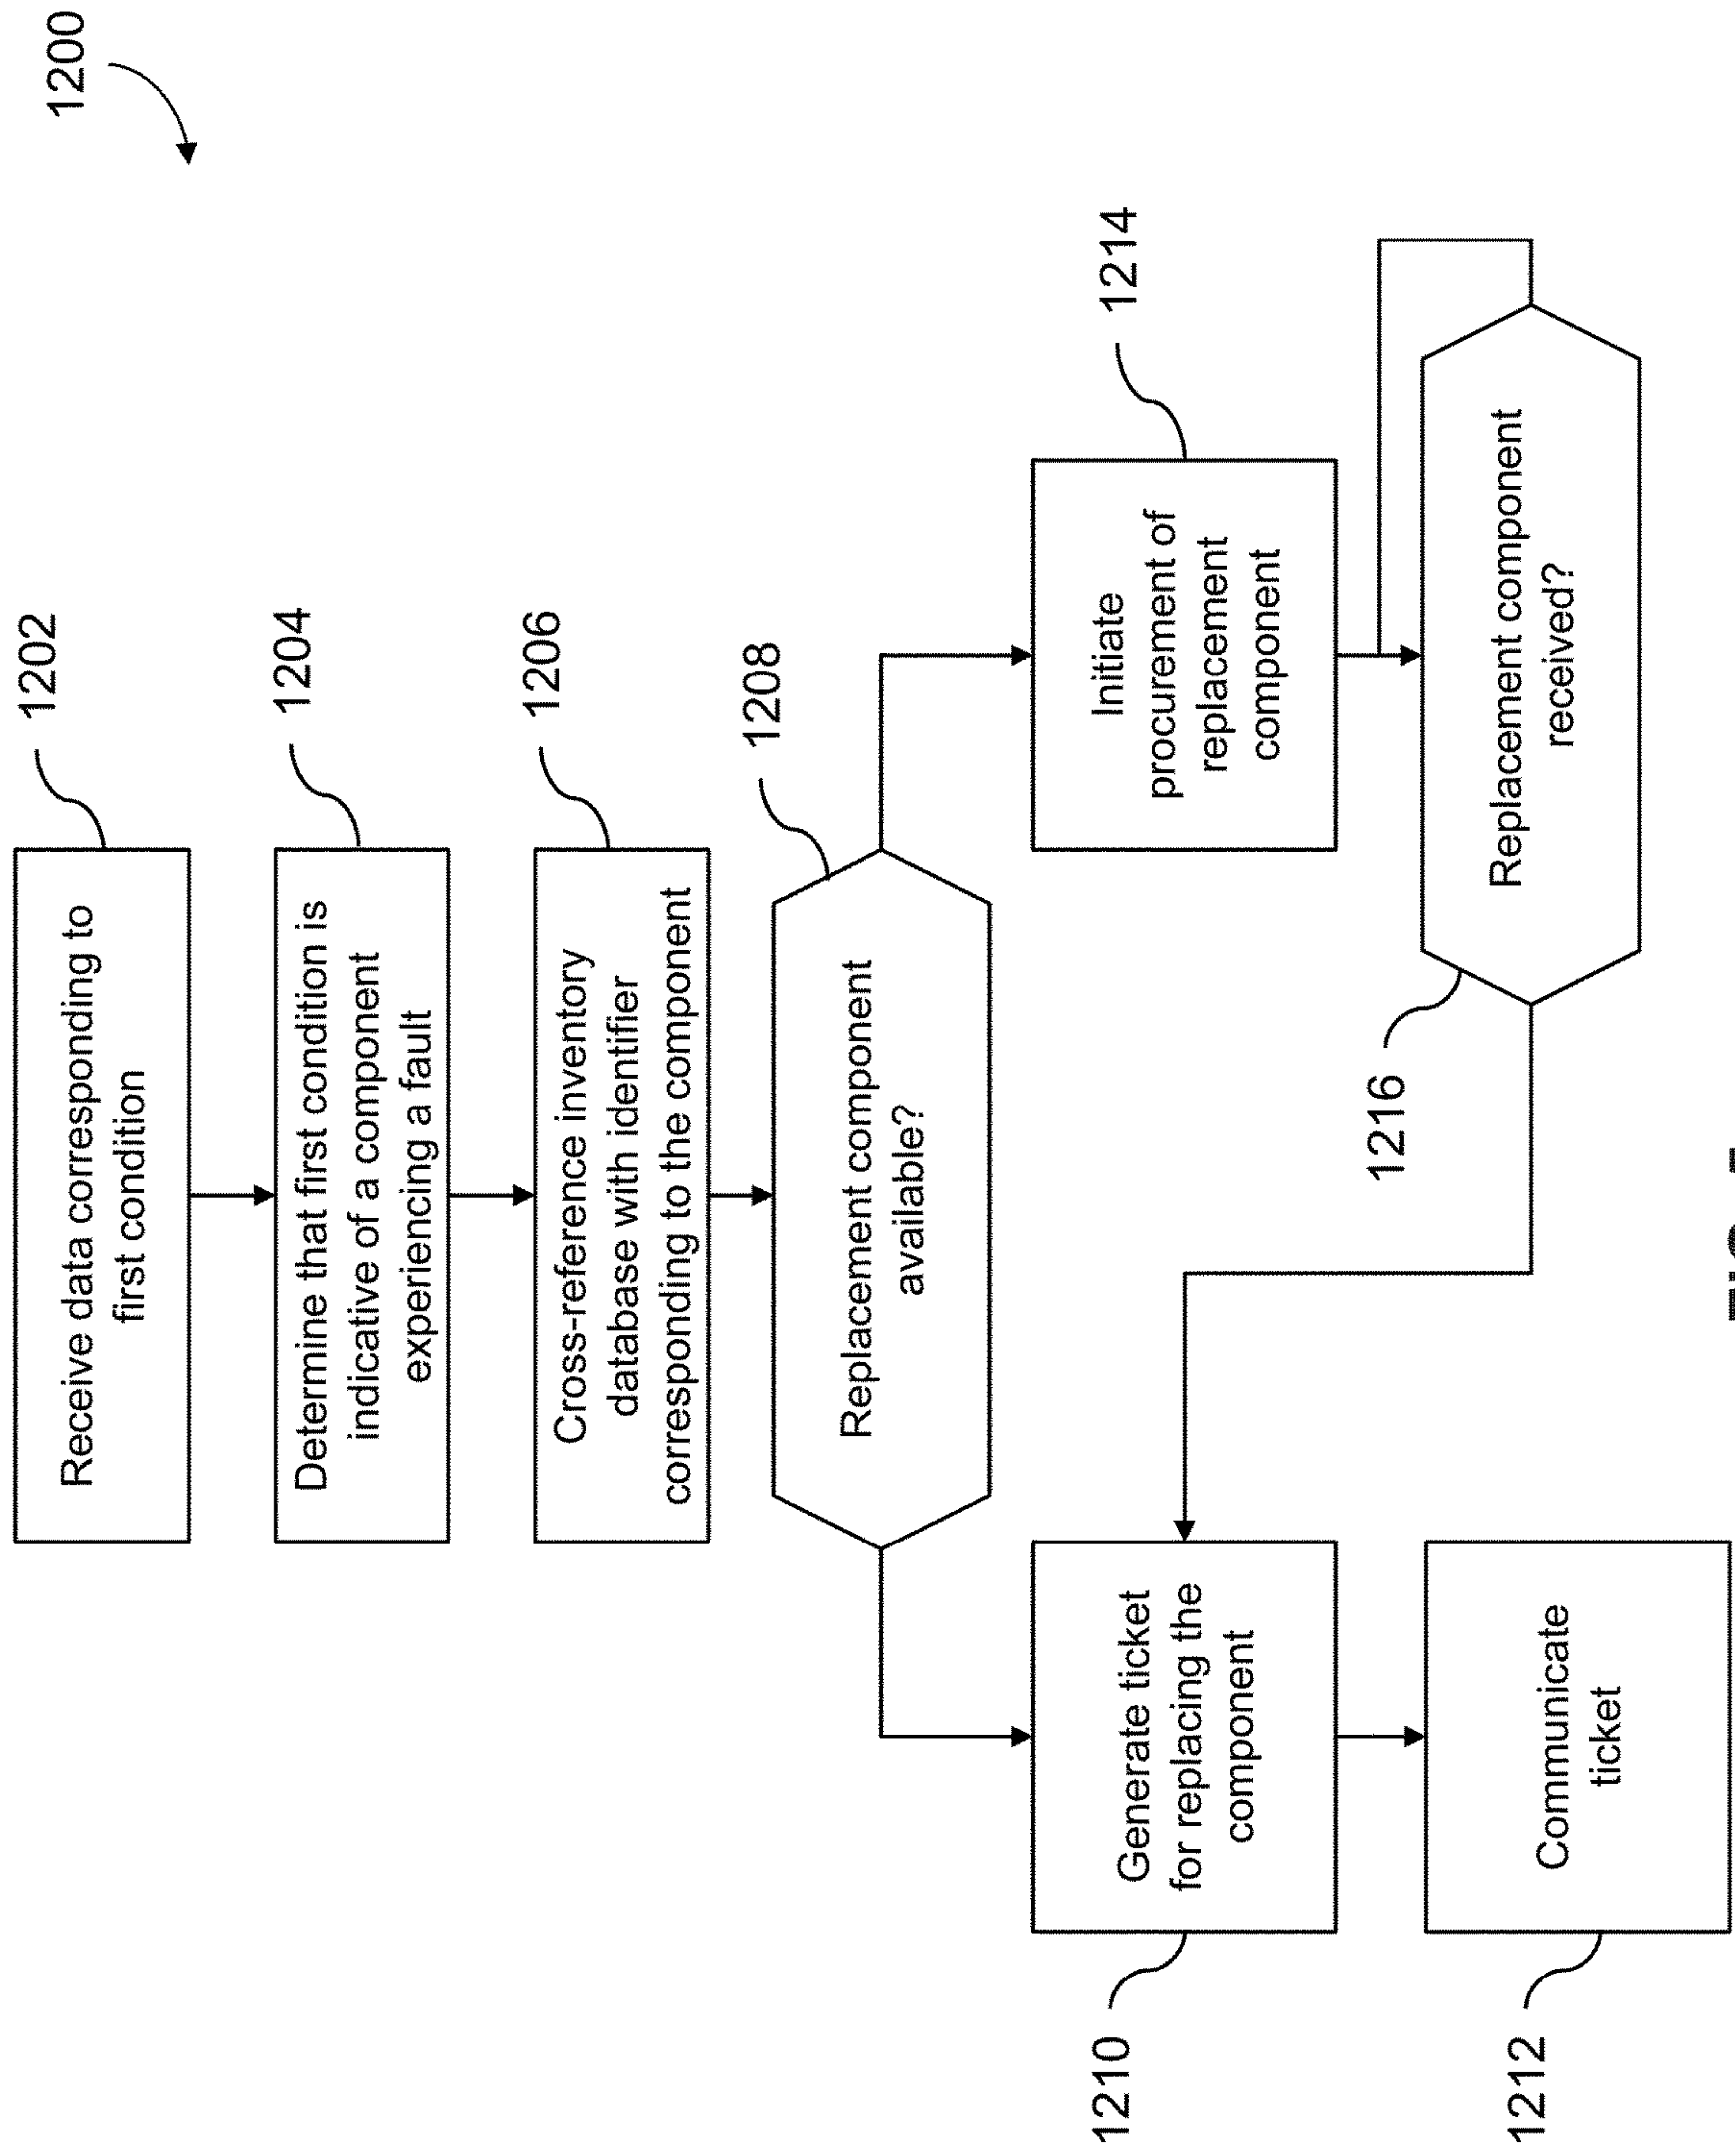 1200
1202
Receive data corresponding to
first condition
1204
Determine that first condition is
indicative of a component
experiencing a fault
1206
Cross-reference inventory
database with identifier
corresponding to the component
1208
Replacement component
available?
1210
Generate ticket
for replacing the
component
1214
Initiate
procurement of
replacement
component
1212
Communicate
ticket
1216
Replacement component
received?